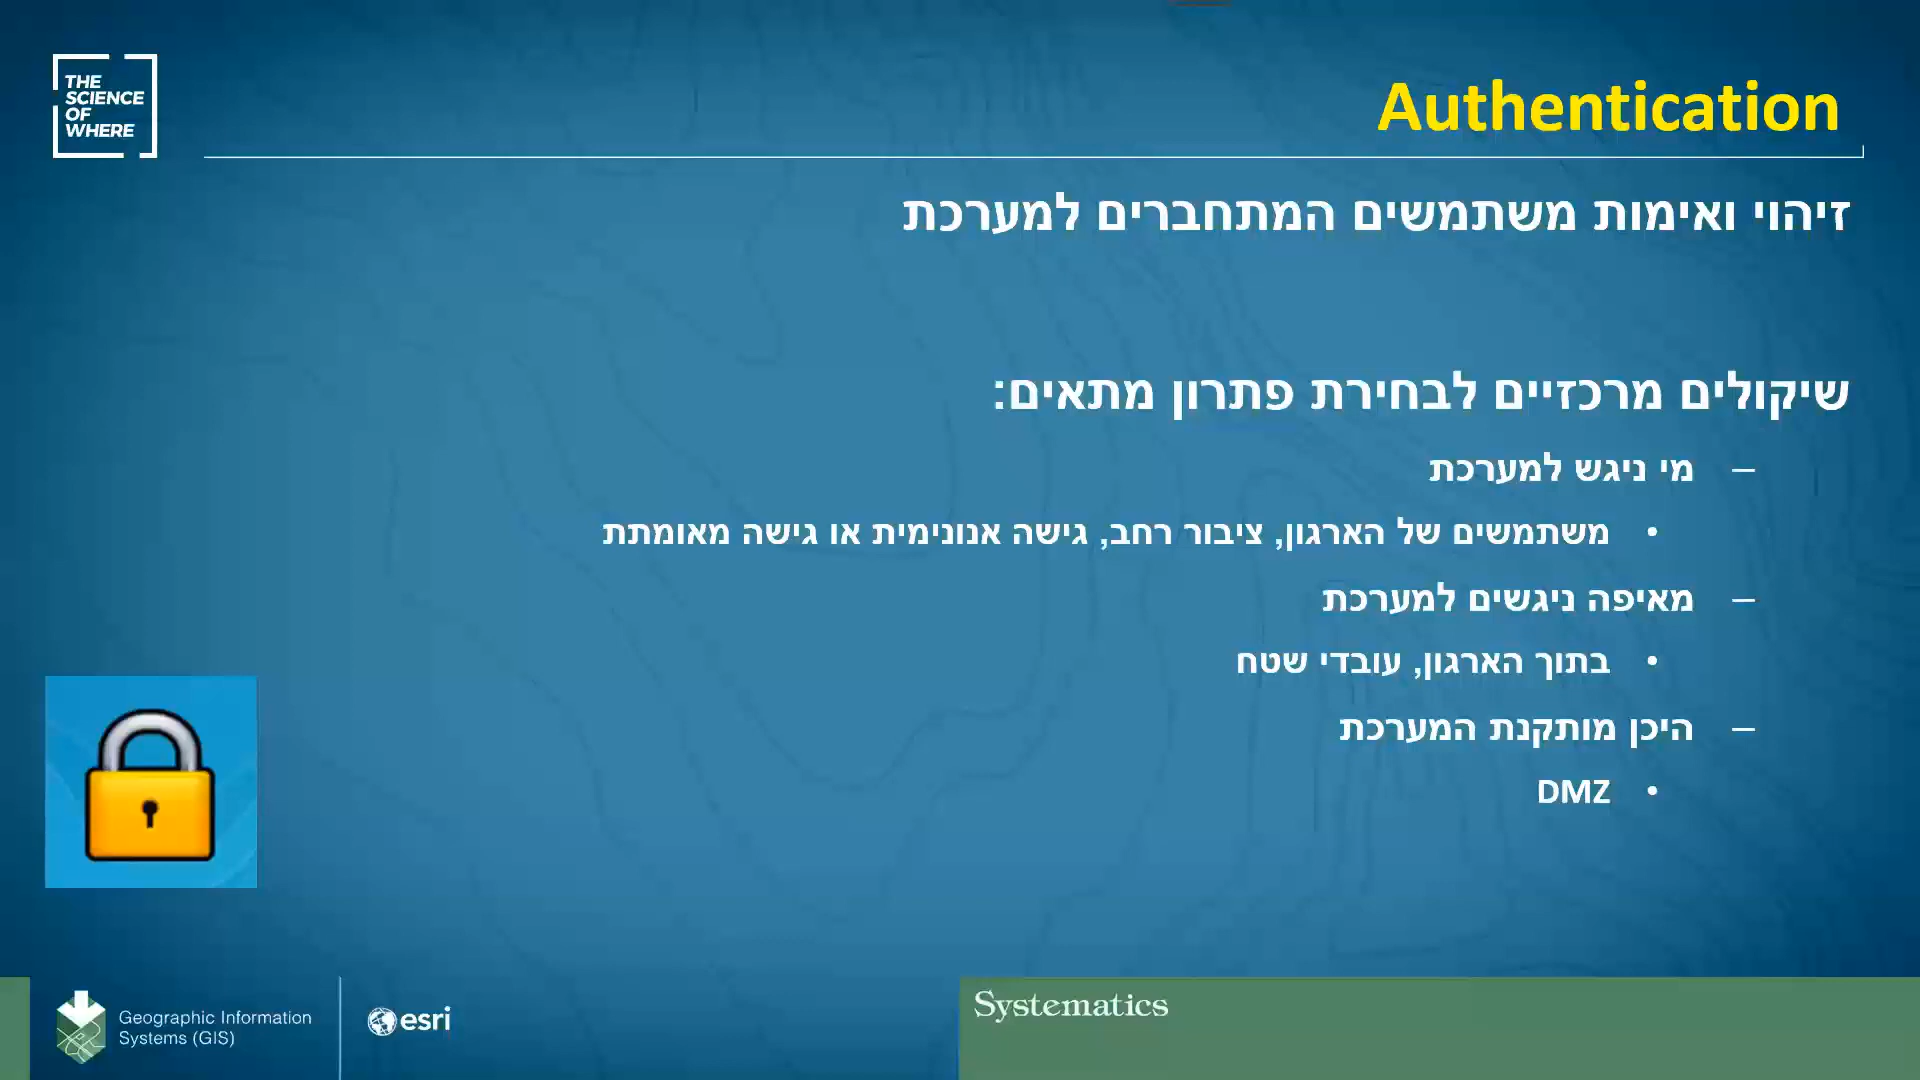 THE
SCIENCE
OF
WHERE
Authentication
זיהוי ואימות משתמשים המתחברים למערכת
שיקולים מרכזיים לבחירת פתרון מתאים:
– מי ניגש למערכת
• משתמשים של הארגון, ציבור רחב, גישה אנונימית או גישה מאומתת
– מאיפה ניגשים למערכת
• בתוך הארגון, עובדי שטח
– היכן מותקנת המערכת
• DMZ
Geographic Information
Systems (GIS)
esri
Systematics